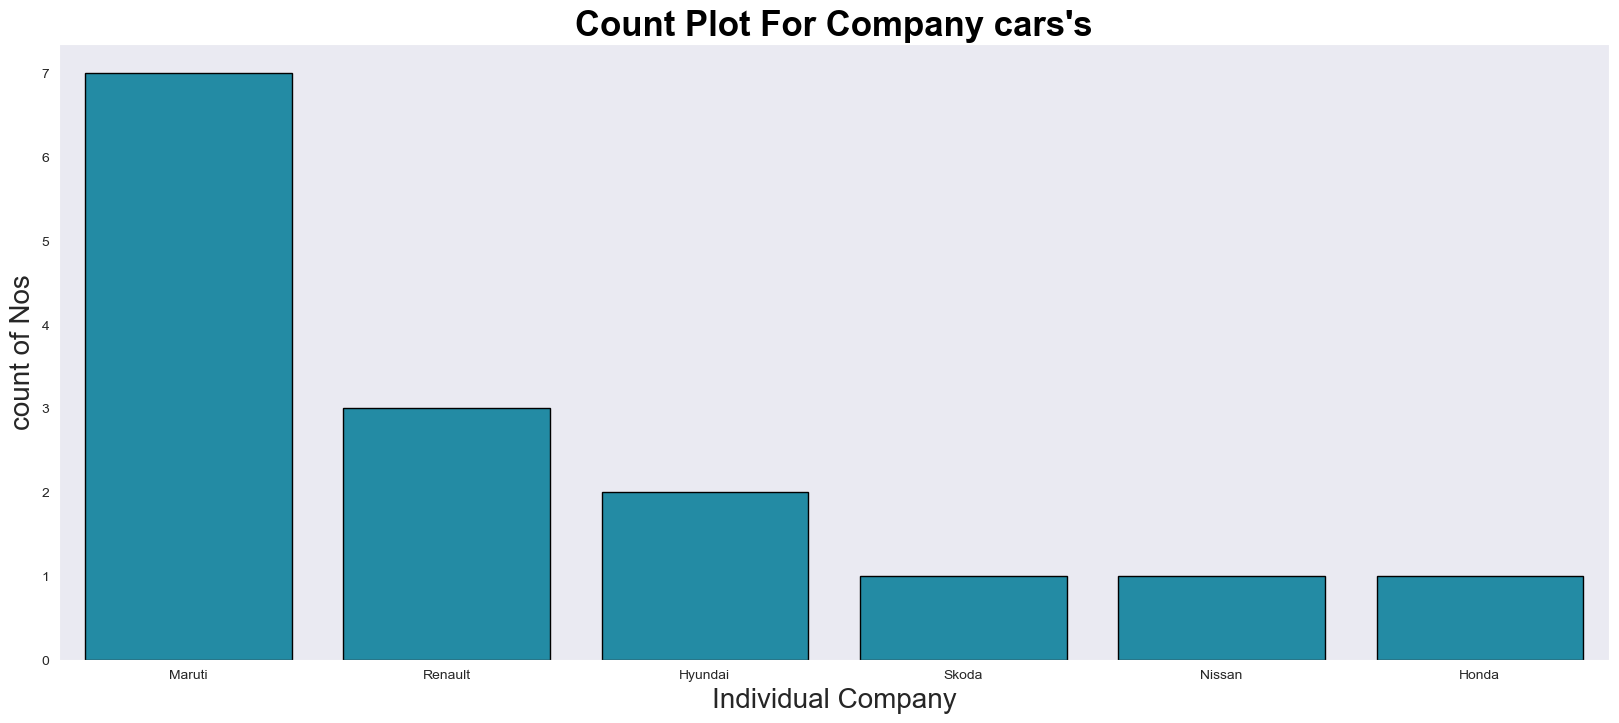 Count Plot For Company cars's
count of Nos
7
6
5
4
3
2
1
0
Maruti Renault Hyundai Skoda Nissan Honda
Individual Company